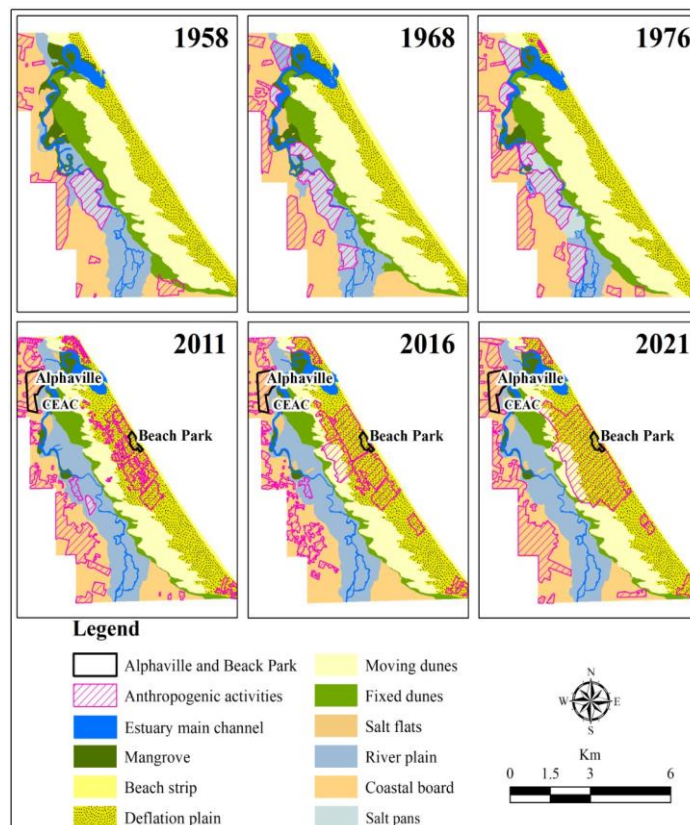 1958
1968
1976
2011
Alphaville
CEAC
Beach Park
2016
Alphaville
CEAC
Beach Park
2021
Alphaville
CEAC
Beach Park
Legend
Alphaville and Beack Park
Anthropogenic activities
Estuary main channel
Mangrove
Beach strip
Deflation plain
Moving dunes
Fixed dunes
Salt flats
River plain
Coastal board
Salt pans
N
W E
S
Km
0 1.5 3 6